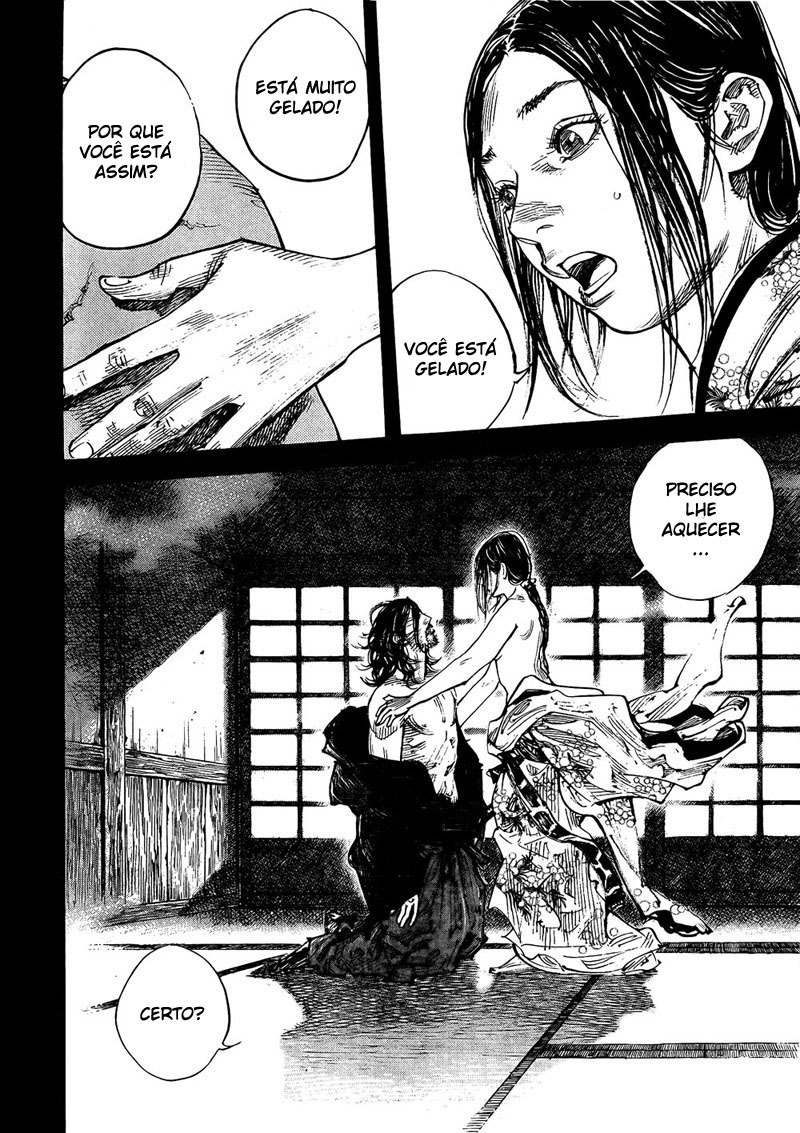 ESTÁ MUITO
GELADO!
POR QUE
VOCÊ ESTÁ
ASSIM?
VOCÊ ESTÁ
GELADO!
PRECISO
LHE
AQUECER
...
CERTO?